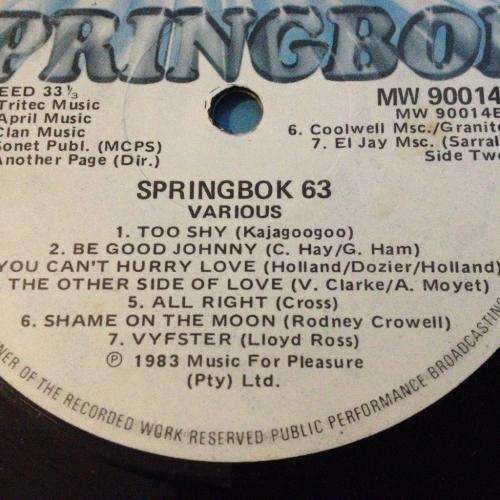 PRINGBO
EED 33 1/3
Tritec Music
April Music
Clan Music
Sonet Publ. (MCPS)
Another Page (Dir.)
MW 90014
MW 90014B
6. Coolwell Msc./Granite
7. El Jay Msc. (Sarral
Side Two
SPRINGBOK 63
VARIOUS
1. TOO SHY (Kajagoogoo)
2. BE GOOD JOHNNY (C. Hay/G. Ham)
YOU CAN'T HURRY LOVE (Holland/Dozier/Holland)
THE OTHER SIDE OF LOVE (V. Clarke/A. Moyet)
5. ALL RIGHT (Cross)
6. SHAME ON THE MOON (Rodney Crowell)
7. VYFSTER (Lloyd Ross)
℗ 1983 Music For Pleasure
(Pty) Ltd.
NER OF THE RECORDED WORK RESERVED PUBLIC PERFORMANCE BROADCASTING